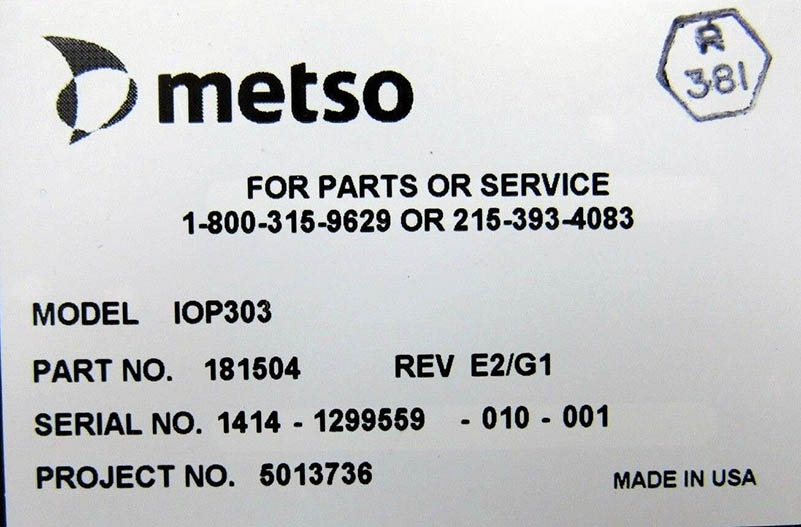 metso
R
381
FOR PARTS OR SERVICE
1-800-315-9629 OR 215-393-4083
MODEL IOP303
PART NO. 181504 REV E2/G1
SERIAL NO. 1414 - 1299559 - 010 - 001
PROJECT NO. 5013736
MADE IN USA